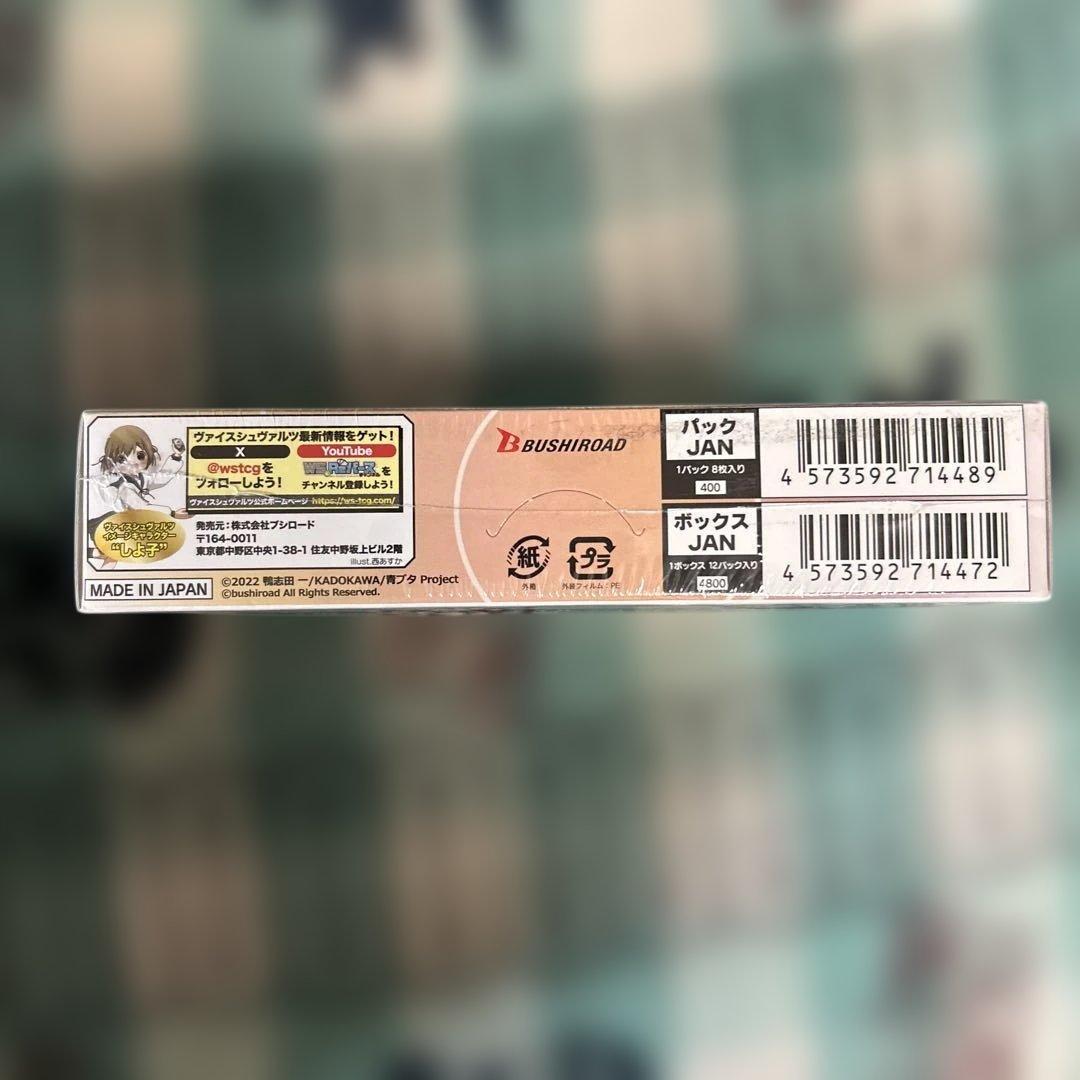 ヴァイスシュヴァルツ最新情報をゲット!
X
YouTube
@wstcgを
フォローしよう!
を
チャンネル登録しよう!
ヴァイスシュヴァルツ公式ホームページ https://ws-tcg.com/
ヴァイスシュヴァルツ
イメージキャラクター
"しよ子"
発売元:株式会社ブシロード
〒164-0011
東京都中野区中央1-38-1 住友中野坂上ビル2階
illust.西あすか
MADE IN JAPAN
©2022 鴨志田 一/KADOKAWA/青ブタ Project
©bushiroad All Rights Reserved.
BUSHIROAD
紙
外箱
プラ
外装フィルム:PE
パック
JAN
1パック 8枚入り
400
4 573592 714489
ボックス
JAN
1ボックス 12パック入り
4800
4 573592 714472